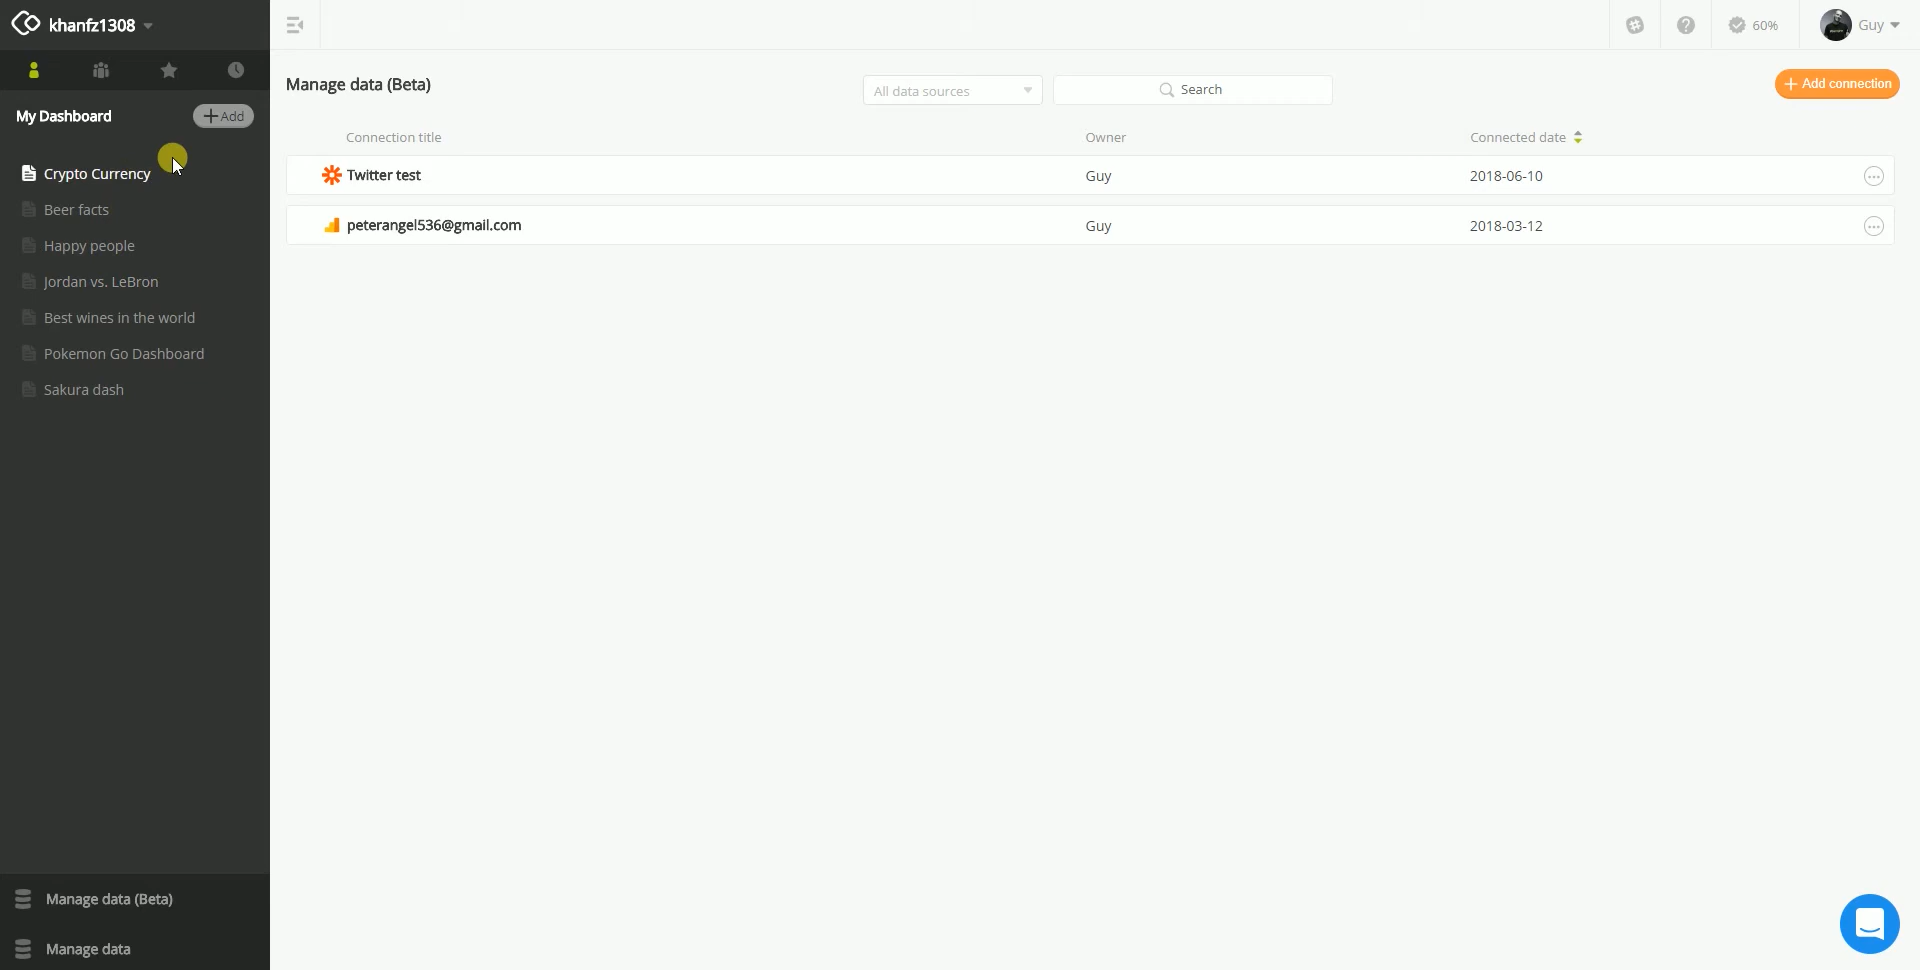 khanfz1308
60%
Guy
My Dashboard
Add
Crypto Currency
Beer facts
Happy people
Jordan vs. LeBron
Best wines in the world
Pokemon Go Dashboard
Sakura dash
Manage data (Beta)
Manage data
Manage data (Beta)
All data sources
Search
+ Add connection
Connection title Owner Connected date
Twitter test Guy 2018-06-10
peterangel536@gmail.com Guy 2018-03-12